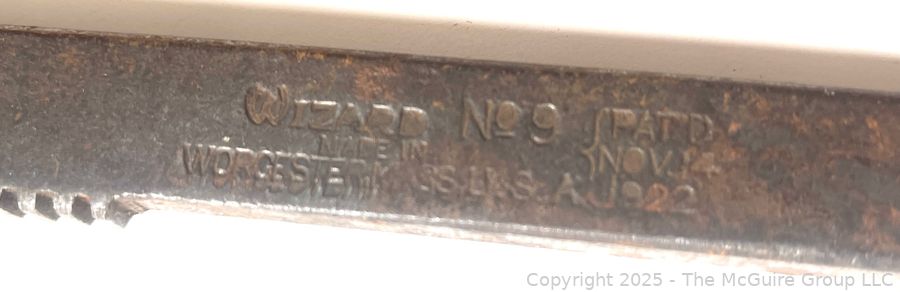 WIZARD No 9 {PAT'D
MADE IN {NOV. 14
WORCESTER MASS. U.S.A. 1922
Copyright 2025 - The McGuire Group LLC